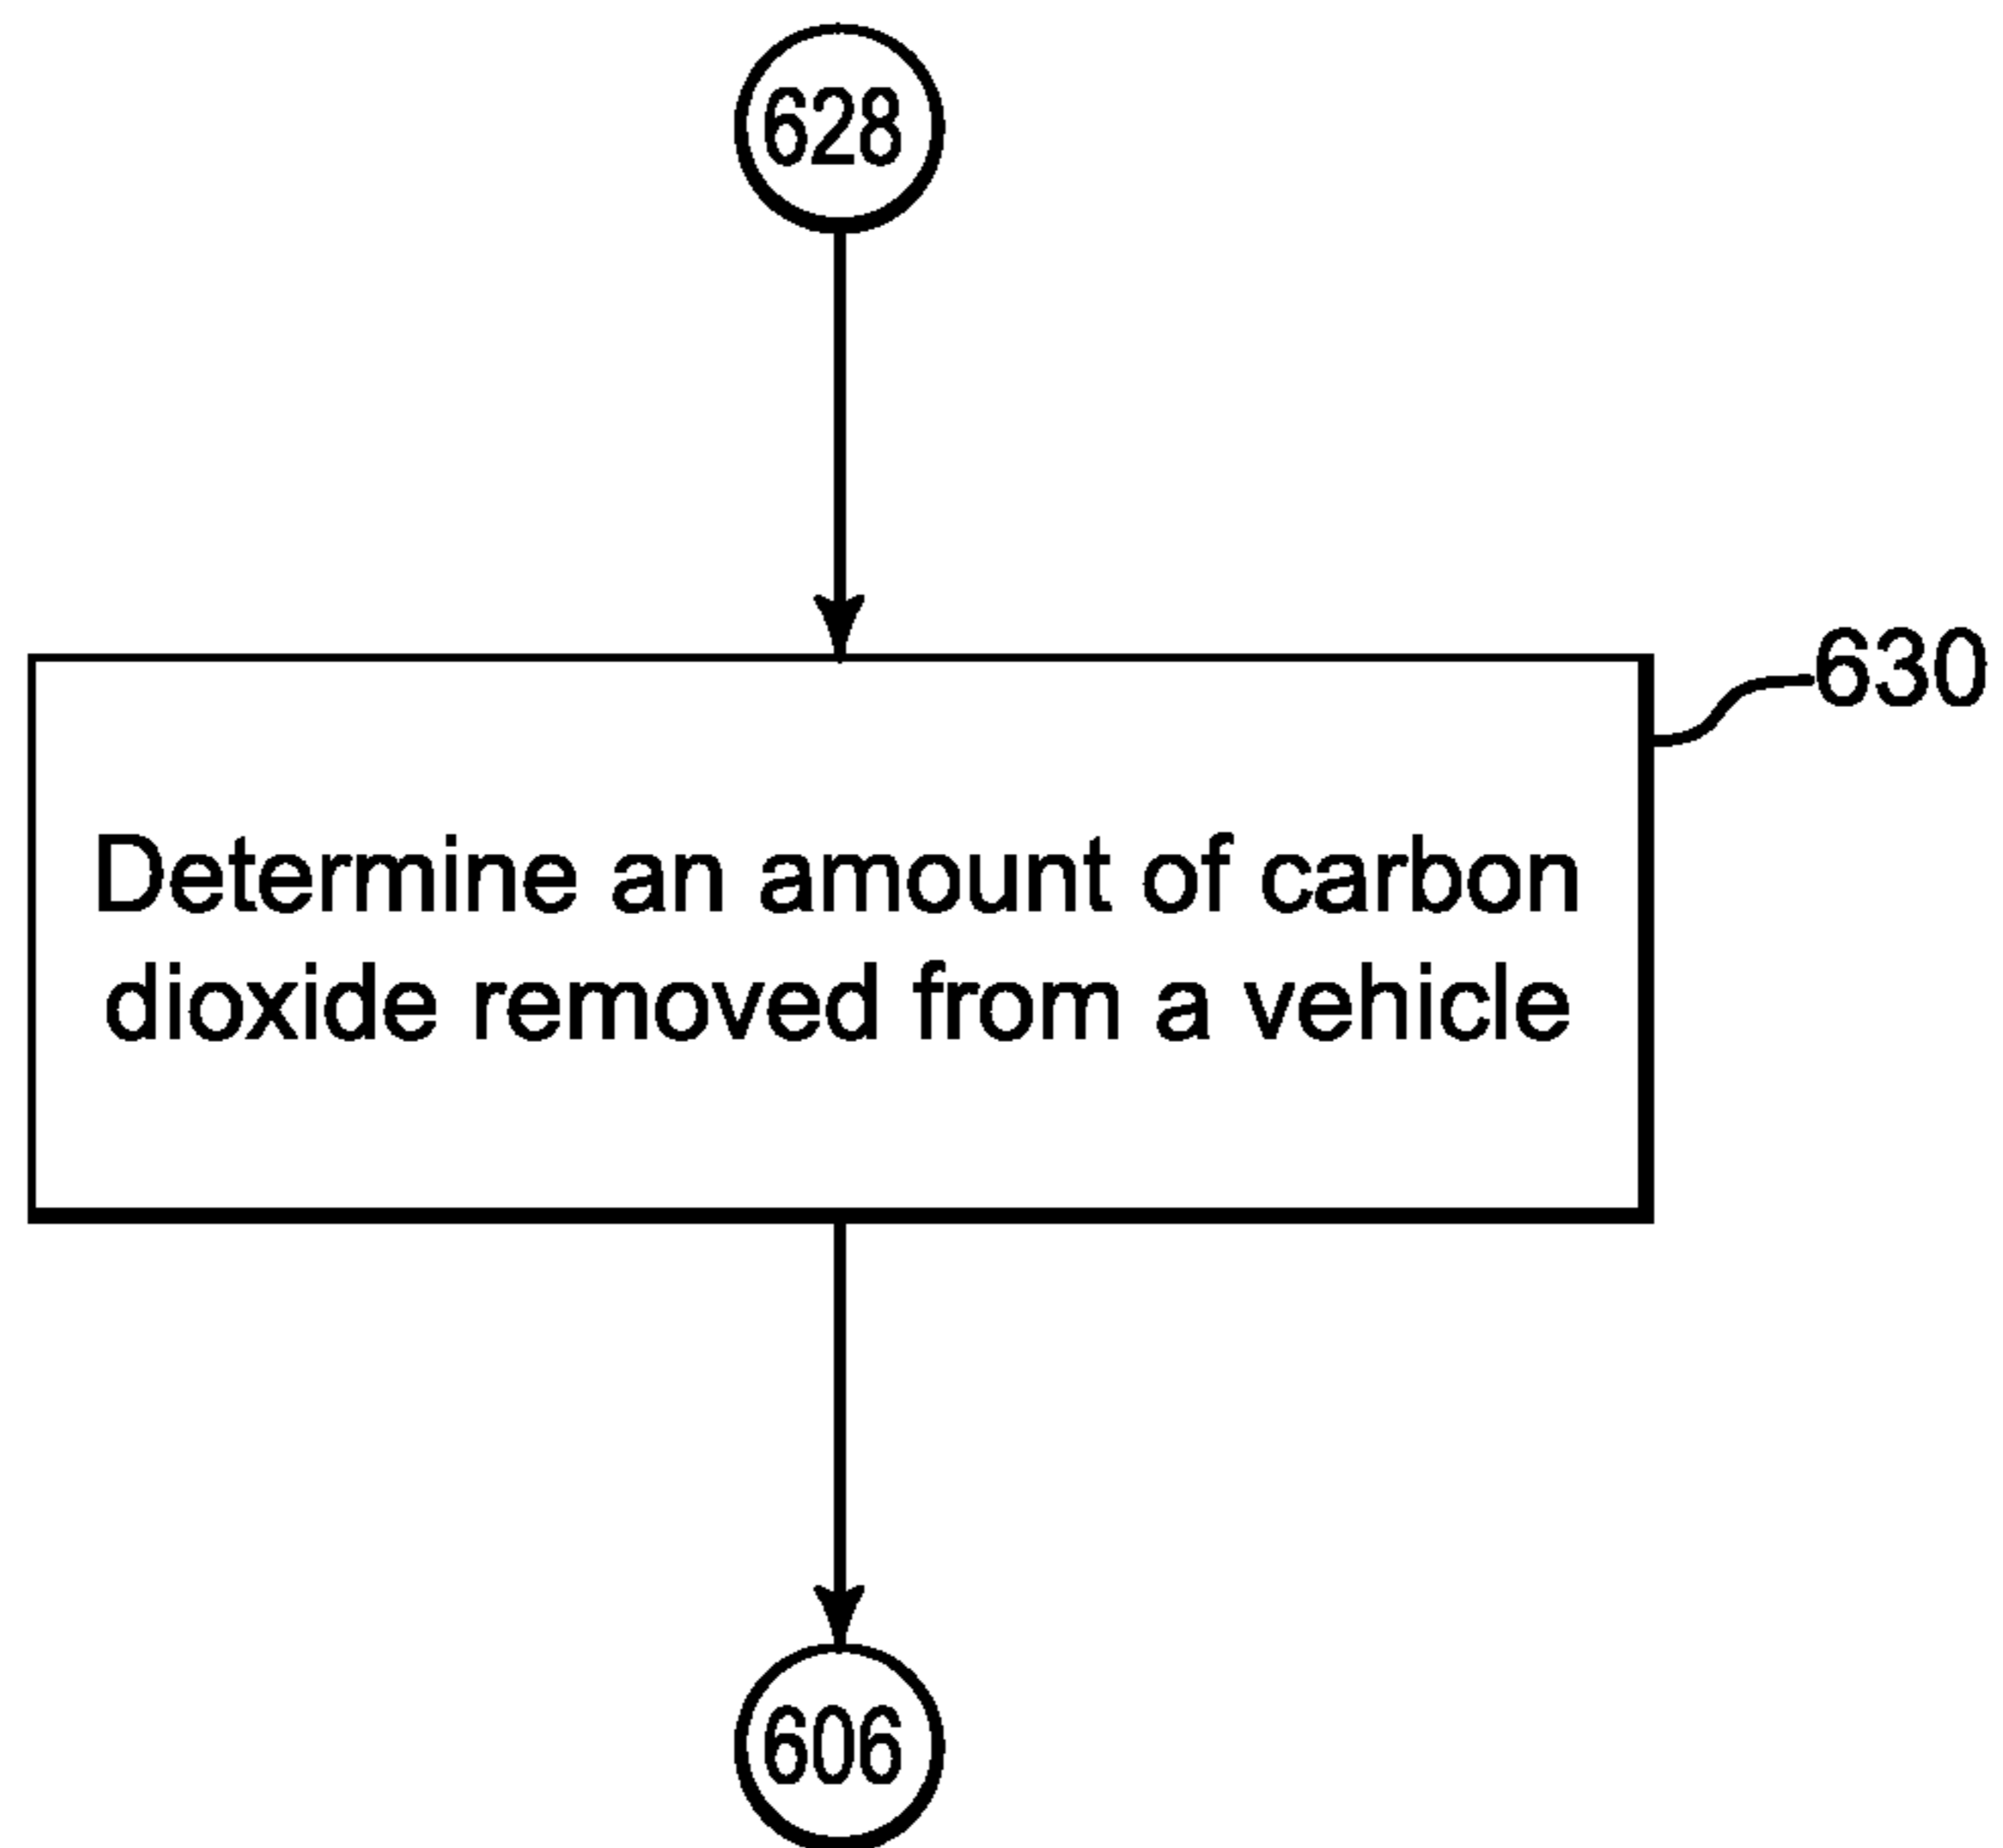 628
630
Determine an amount of carbon
dioxide removed from a vehicle
606